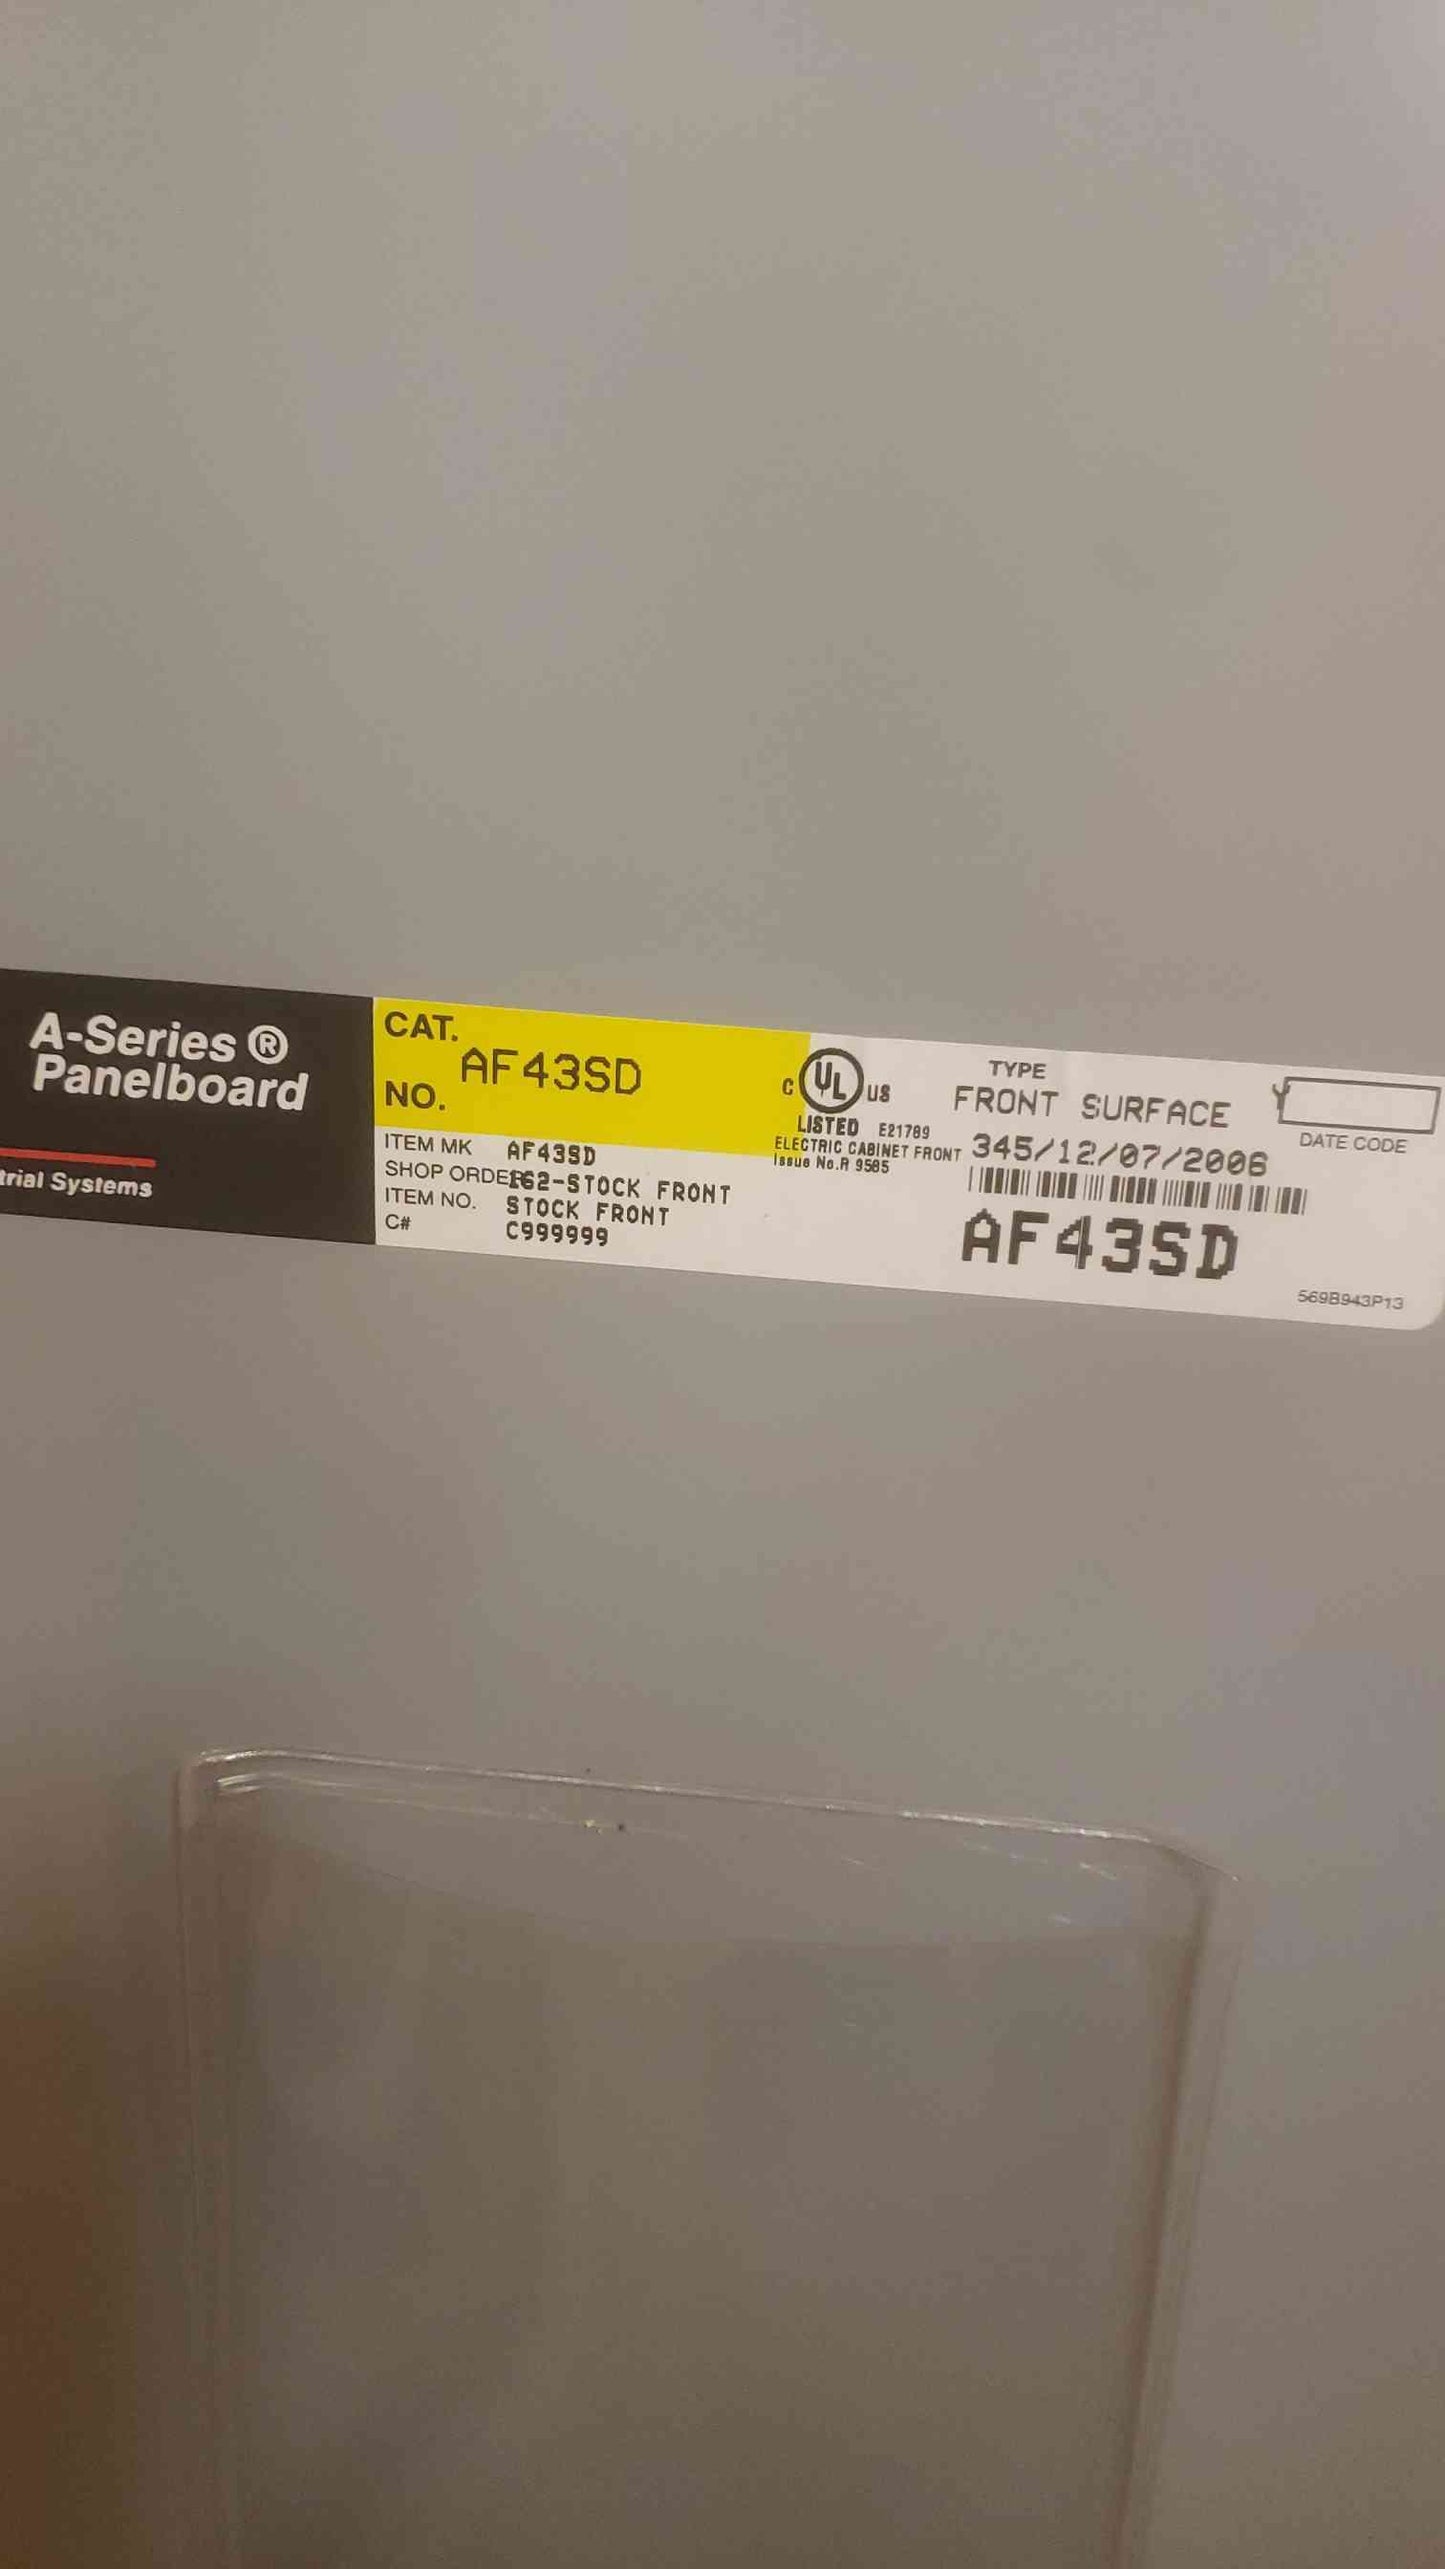 A-Series ®
Panelboard
trial Systems
CAT.
NO.
AF43SD
ITEM MK AF43SD
SHOP ORDER 162-STOCK FRONT
ITEM NO. STOCK FRONT
C# C999999
C UL US
LISTED E21789
ELECTRIC CABINET FRONT
Issue No.R 9585
TYPE
FRONT SURFACE
345/12/07/2006
AF43SD
DATE CODE
569B943P13